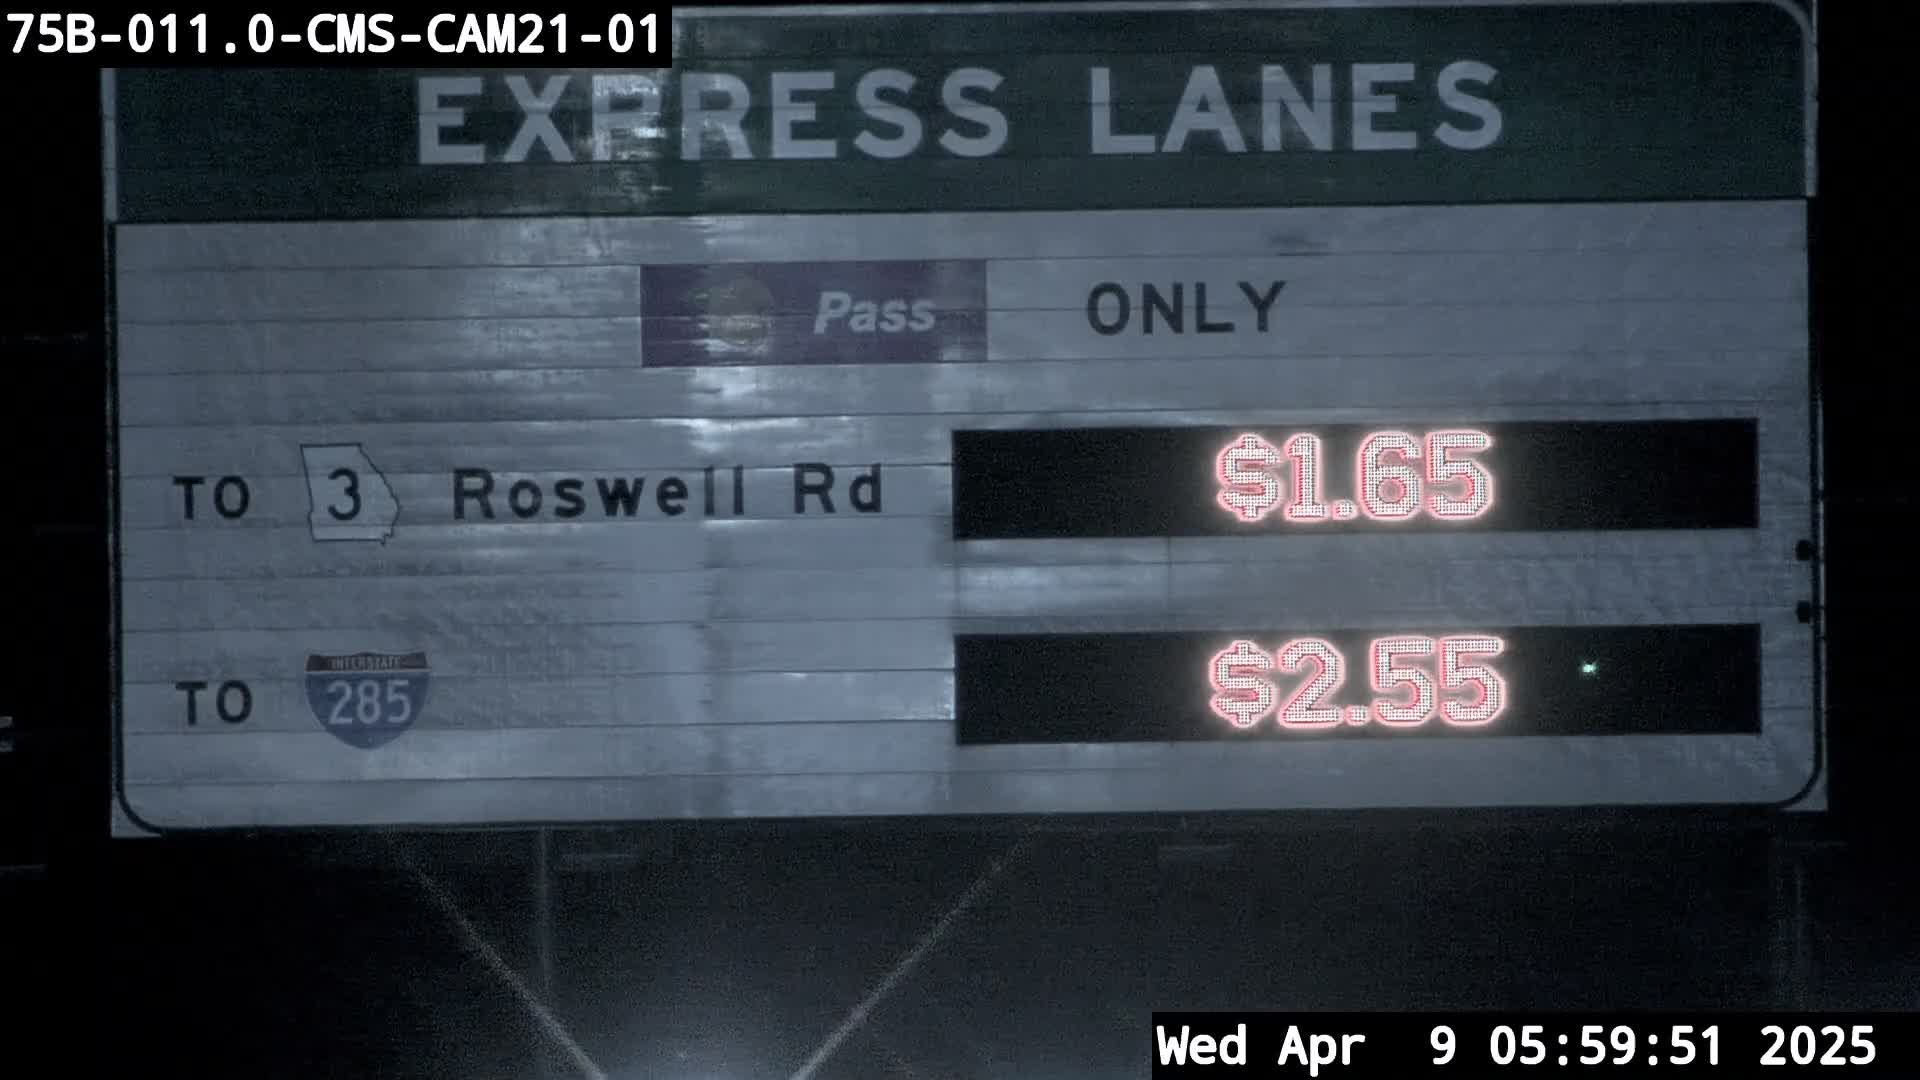 75B-011.0-CMS-CAM21-01
EXPRESS LANES
Pass ONLY
TO 3 Roswell Rd $1.65
TO INTERSTATE 285 $2.55
Wed Apr 9 05:59:51 2025